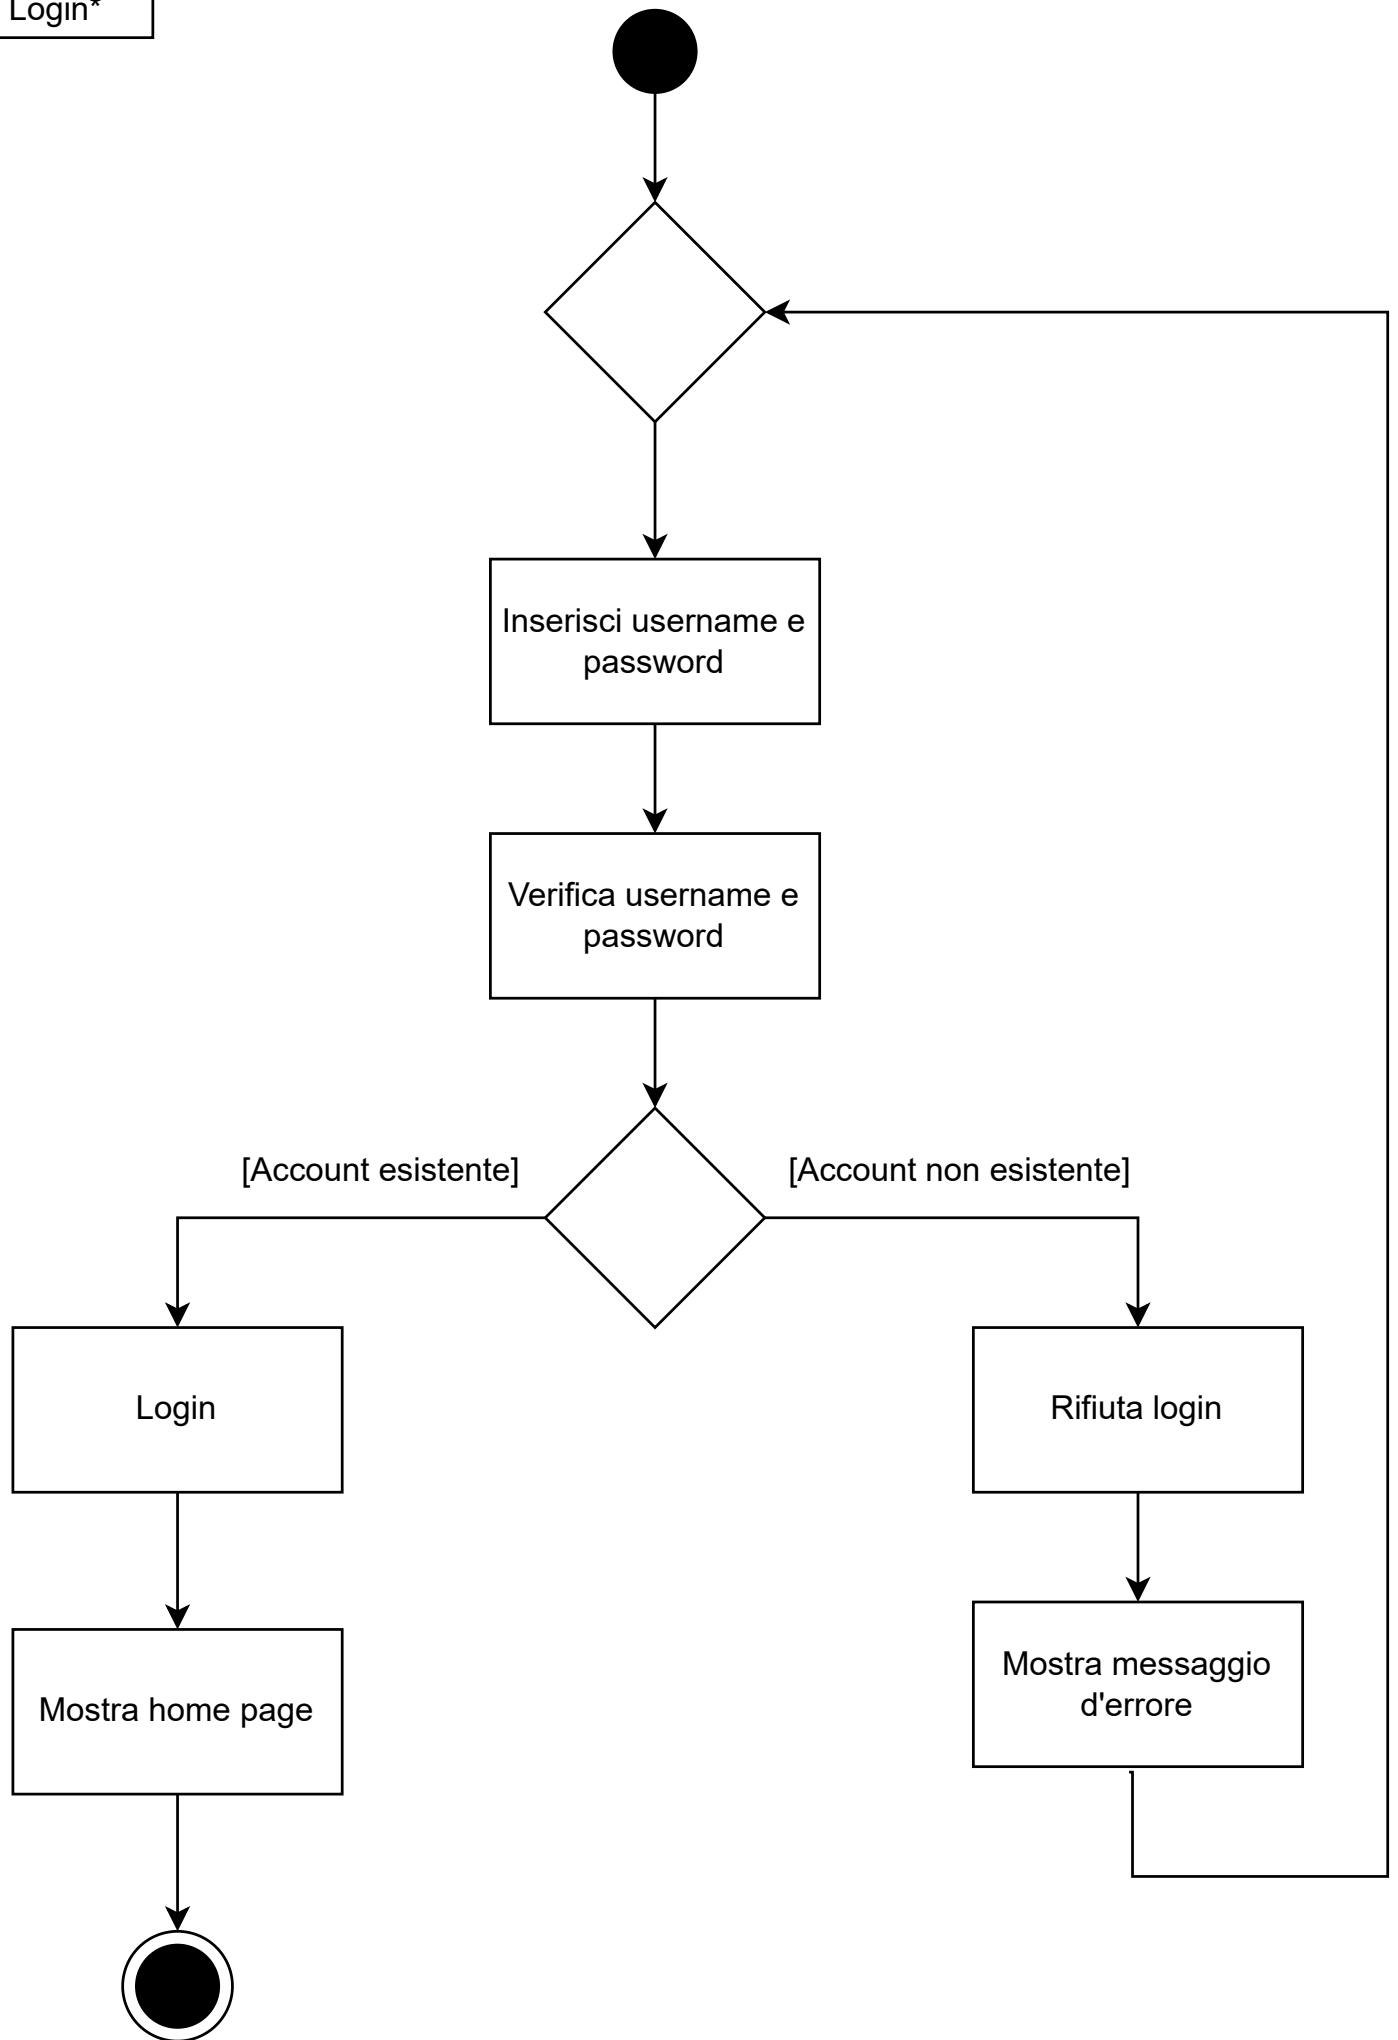 Login*
Inserisci username e
password
Verifica username e
password
[Account esistente]
[Account non esistente]
Login
Rifiuta login
Mostra home page
Mostra messaggio
d'errore